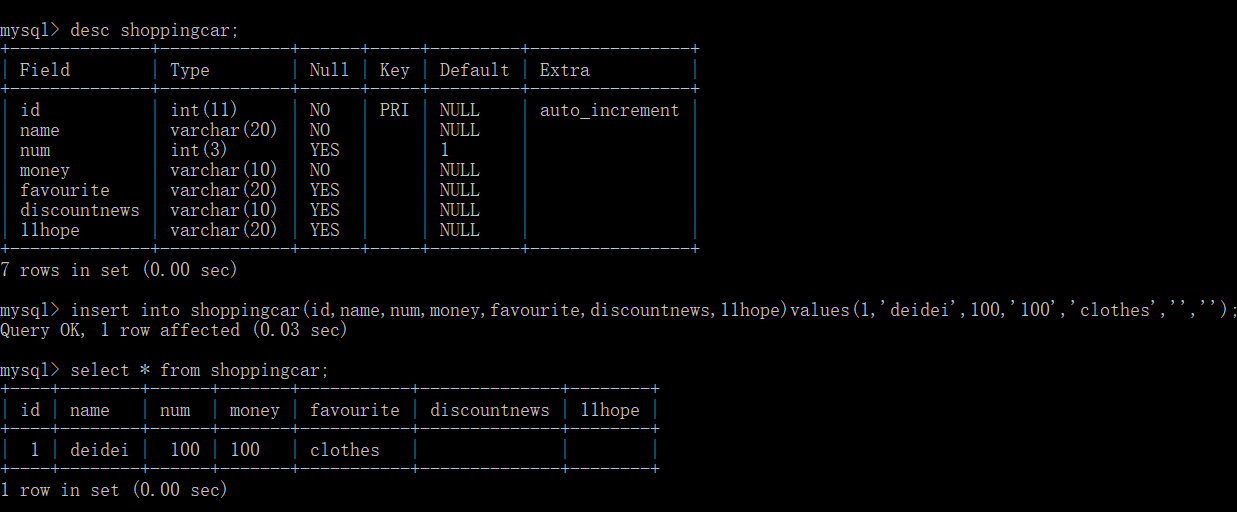 mysql> desc shoppingcar;
+--------------+-------------+------+-----+---------+----------------+
| Field        | Type        | Null | Key | Default | Extra          |
+--------------+-------------+------+-----+---------+----------------+
| id           | int(11)     | NO   | PRI | NULL    | auto_increment |
| name         | varchar(20) | NO   |     | NULL    |                |
| num          | int(3)      | YES  |     | 1       |                |
| money        | varchar(10) | NO   |     | NULL    |                |
| favourite    | varchar(20) | YES  |     | NULL    |                |
| discountnews | varchar(10) | YES  |     | NULL    |                |
| llhope       | varchar(20) | YES  |     | NULL    |                |
+--------------+-------------+------+-----+---------+----------------+
7 rows in set (0.00 sec)
mysql> insert into shoppingcar(id,name,num,money,favourite,discountnews,llhope)values(1,'deidei',100,'100','clothes','','');
Query OK, 1 row affected (0.03 sec)
mysql> select * from shoppingcar;
+----+--------+------+-------+-----------+--------------+--------+
| id | name   | num  | money | favourite | discountnews | llhope |
+----+--------+------+-------+-----------+--------------+--------+
|  1 | deidei |  100 | 100   | clothes   |              |        |
+----+--------+------+-------+-----------+--------------+--------+
1 row in set (0.00 sec)